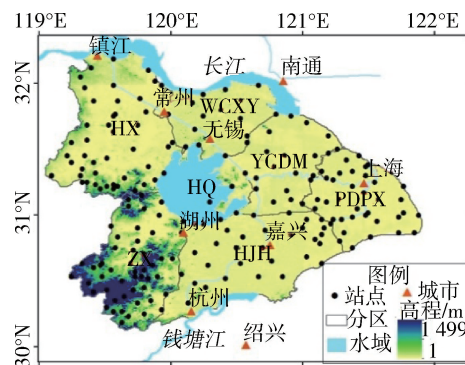 119°E 120°E 121°E 122°E
镇江
长江
南通
32°N
常州
WCXY
HX
无锡
YCDM
上海
HQ
PDPX
31°N
湖州
嘉兴
ZX
HJH
图例
站点 城市
分区 高程/m
水域
1 499
1
杭州
钱塘江
绍兴
30°N